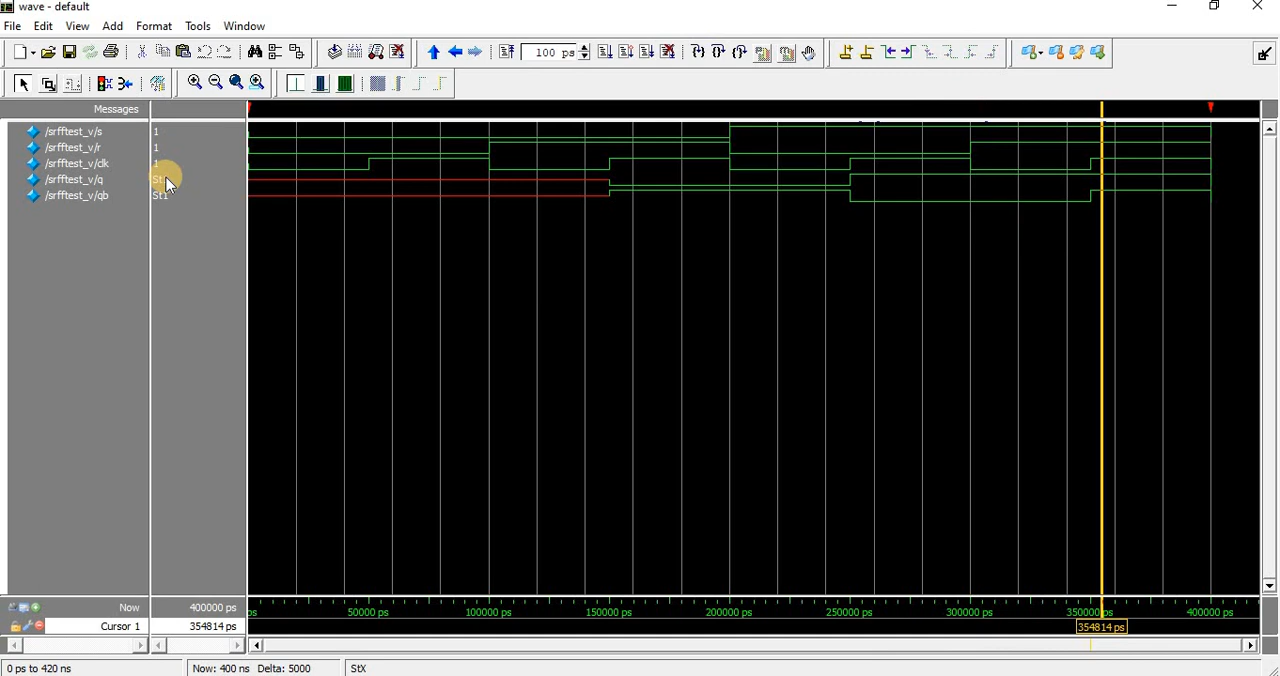 wave - default
File Edit View Add Format Tools Window
100 ps
Messages
/srfftest_v/s 1
/srfftest_v/r 1
/srfftest_v/clk 1
/srfftest_v/q
/srfftest_v/qb St1
Now 400000 ps
ps 50000 ps 100000 ps 150000 ps 200000 ps 250000 ps 300000 ps 350000 ps 400000 ps
Cursor 1 354814 ps
354814 ps
0 ps to 420 ns Now: 400 ns Delta: 5000 StX